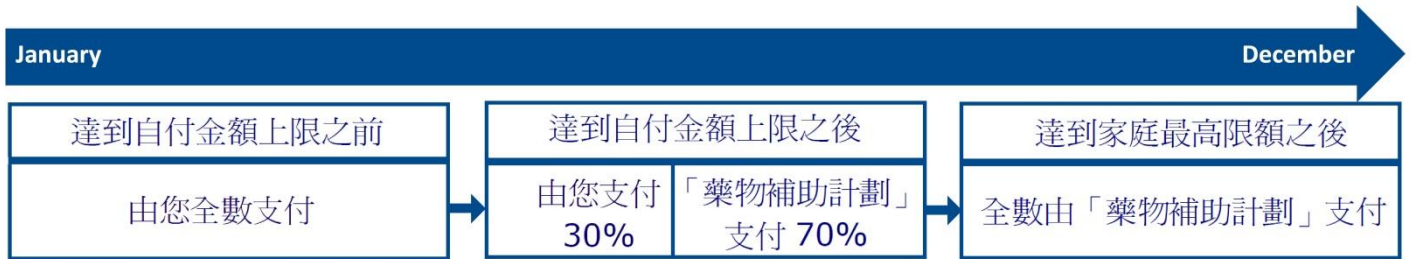 January
December
達到自付金額上限之前
由您全數支付
達到自付金額上限之後
由您支付
30%
「藥物補助計劃」
支付 70%
達到家庭最高限額之後
全數由「藥物補助計劃」支付